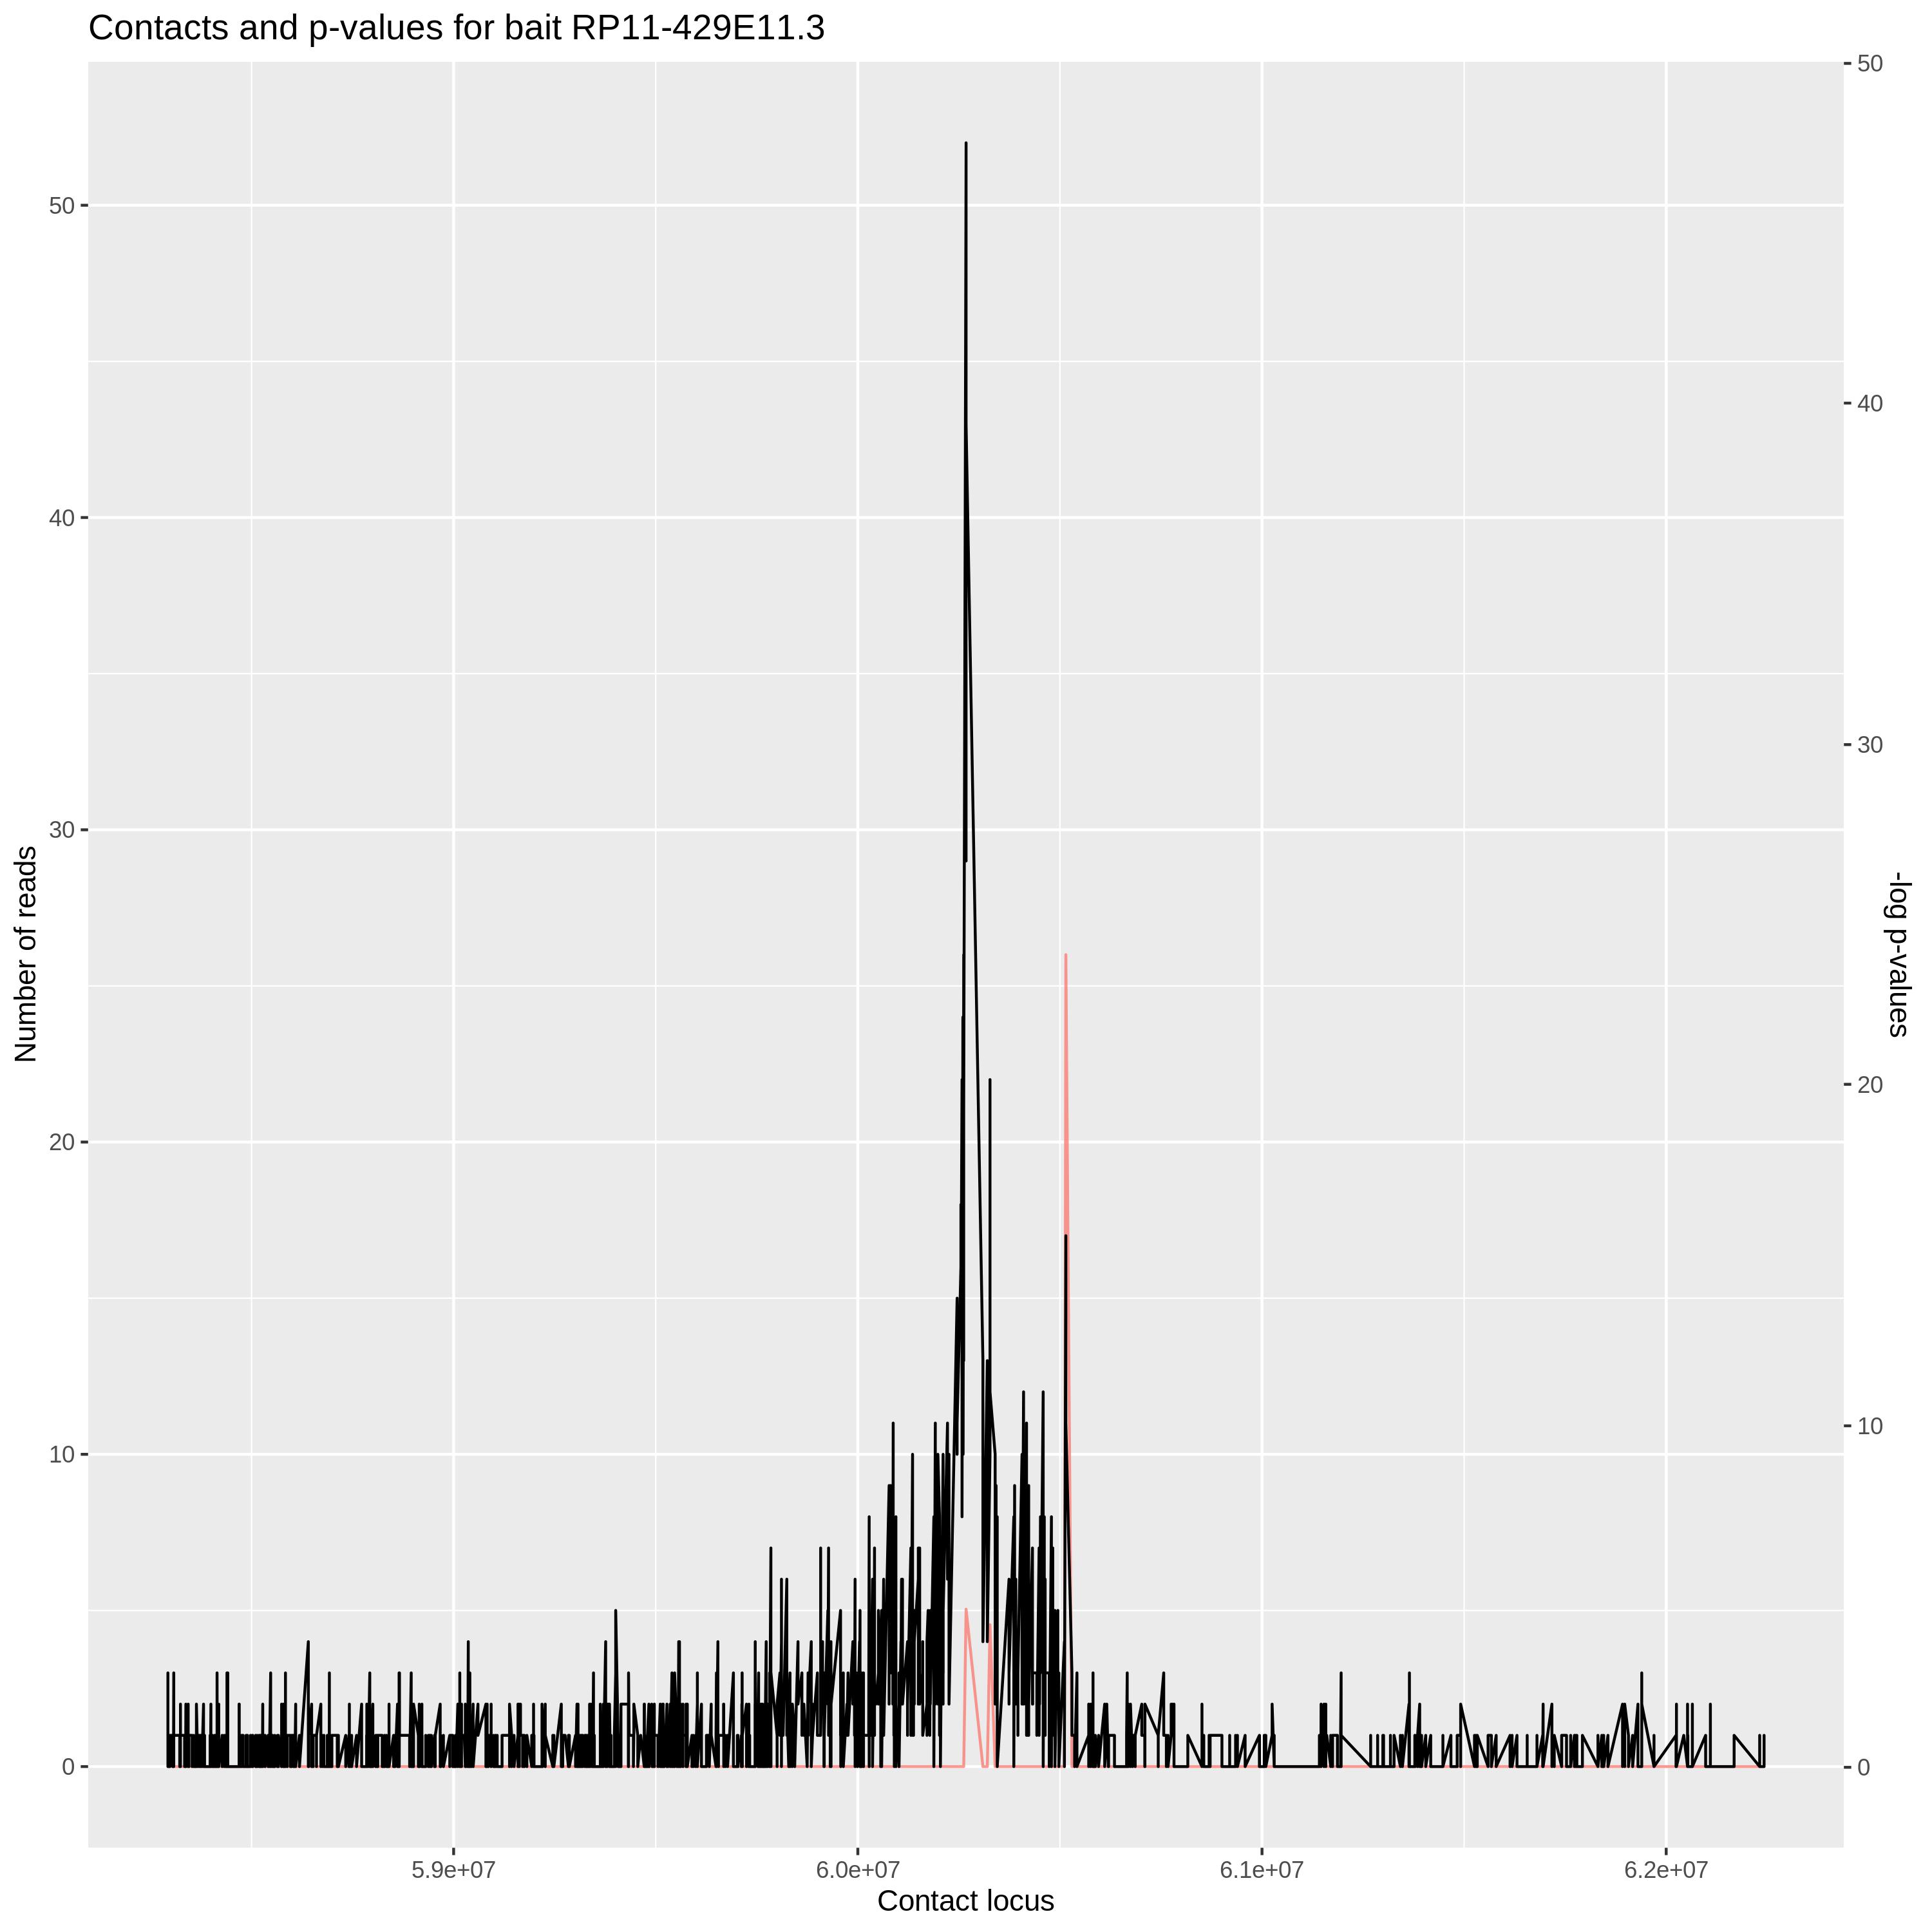 Contacts and p-values for bait RP11-429E11.3
50
40
30
20
10
0
Number of reads
50
40
30
20
10
0
-log p-values
5.9e+07
6.0e+07
6.1e+07
6.2e+07
Contact locus